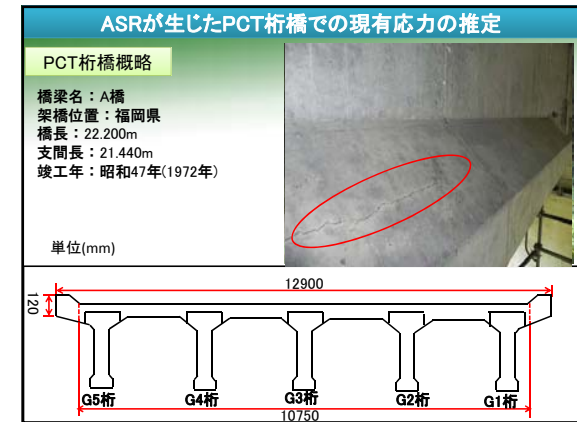 ASRが生じたPCT桁橋での現有応力の推定
PCT桁橋概略
橋梁名：A橋
架橋位置：福岡県
橋長：22.200m
支間長：21.440m
竣工年：昭和47年(1972年)
単位(mm)
12900
120
G5桁
G4桁
G3桁
G2桁
G1桁
10750